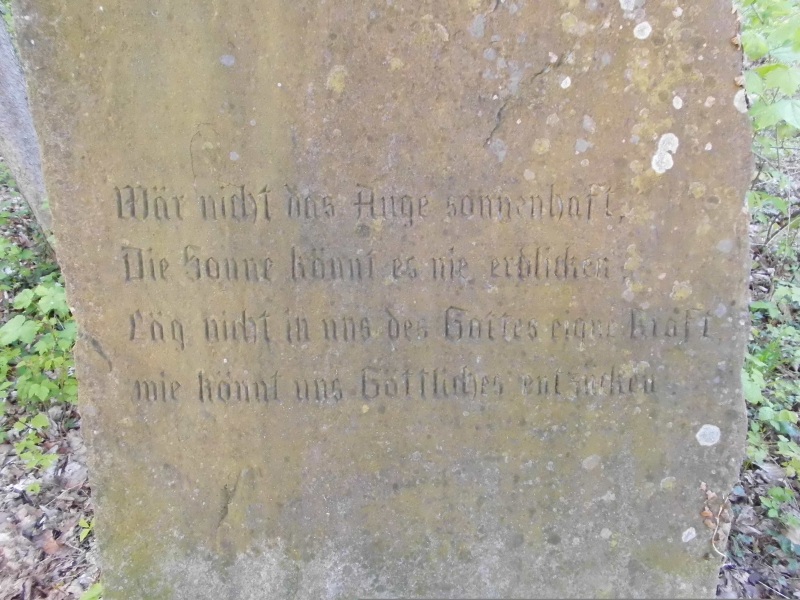 Wär nicht das Auge sonnenhaft,
Die Sonne könnt es nie erblicken;
Läg nicht in uns des Gottes eigne Kraft
wie könnt uns Göttliches entzücken